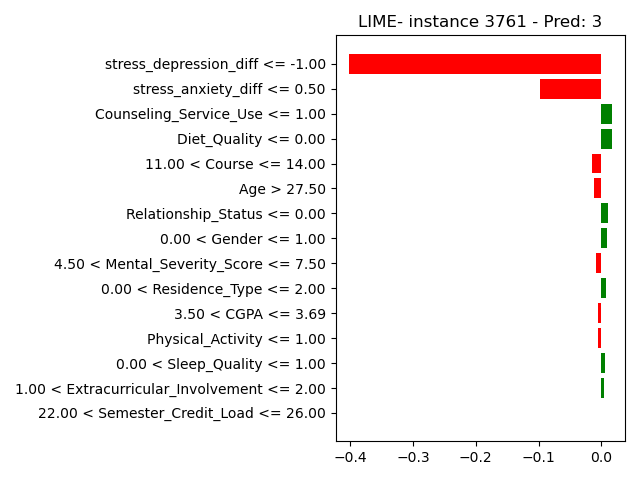 LIME- instance 3761 - Pred: 3
stress_depression_diff <= -1.00
stress_anxiety_diff <= 0.50
Counseling_Service_Use <= 1.00
Diet_Quality <= 0.00
11.00 < Course <= 14.00
Age > 27.50
Relationship_Status <= 0.00
0.00 < Gender <= 1.00
4.50 < Mental_Severity_Score <= 7.50
0.00 < Residence_Type <= 2.00
3.50 < CGPA <= 3.69
Physical_Activity <= 1.00
0.00 < Sleep_Quality <= 1.00
1.00 < Extracurricular_Involvement <= 2.00
22.00 < Semester_Credit_Load <= 26.00
−0.4 −0.3 −0.2 −0.1 0.0